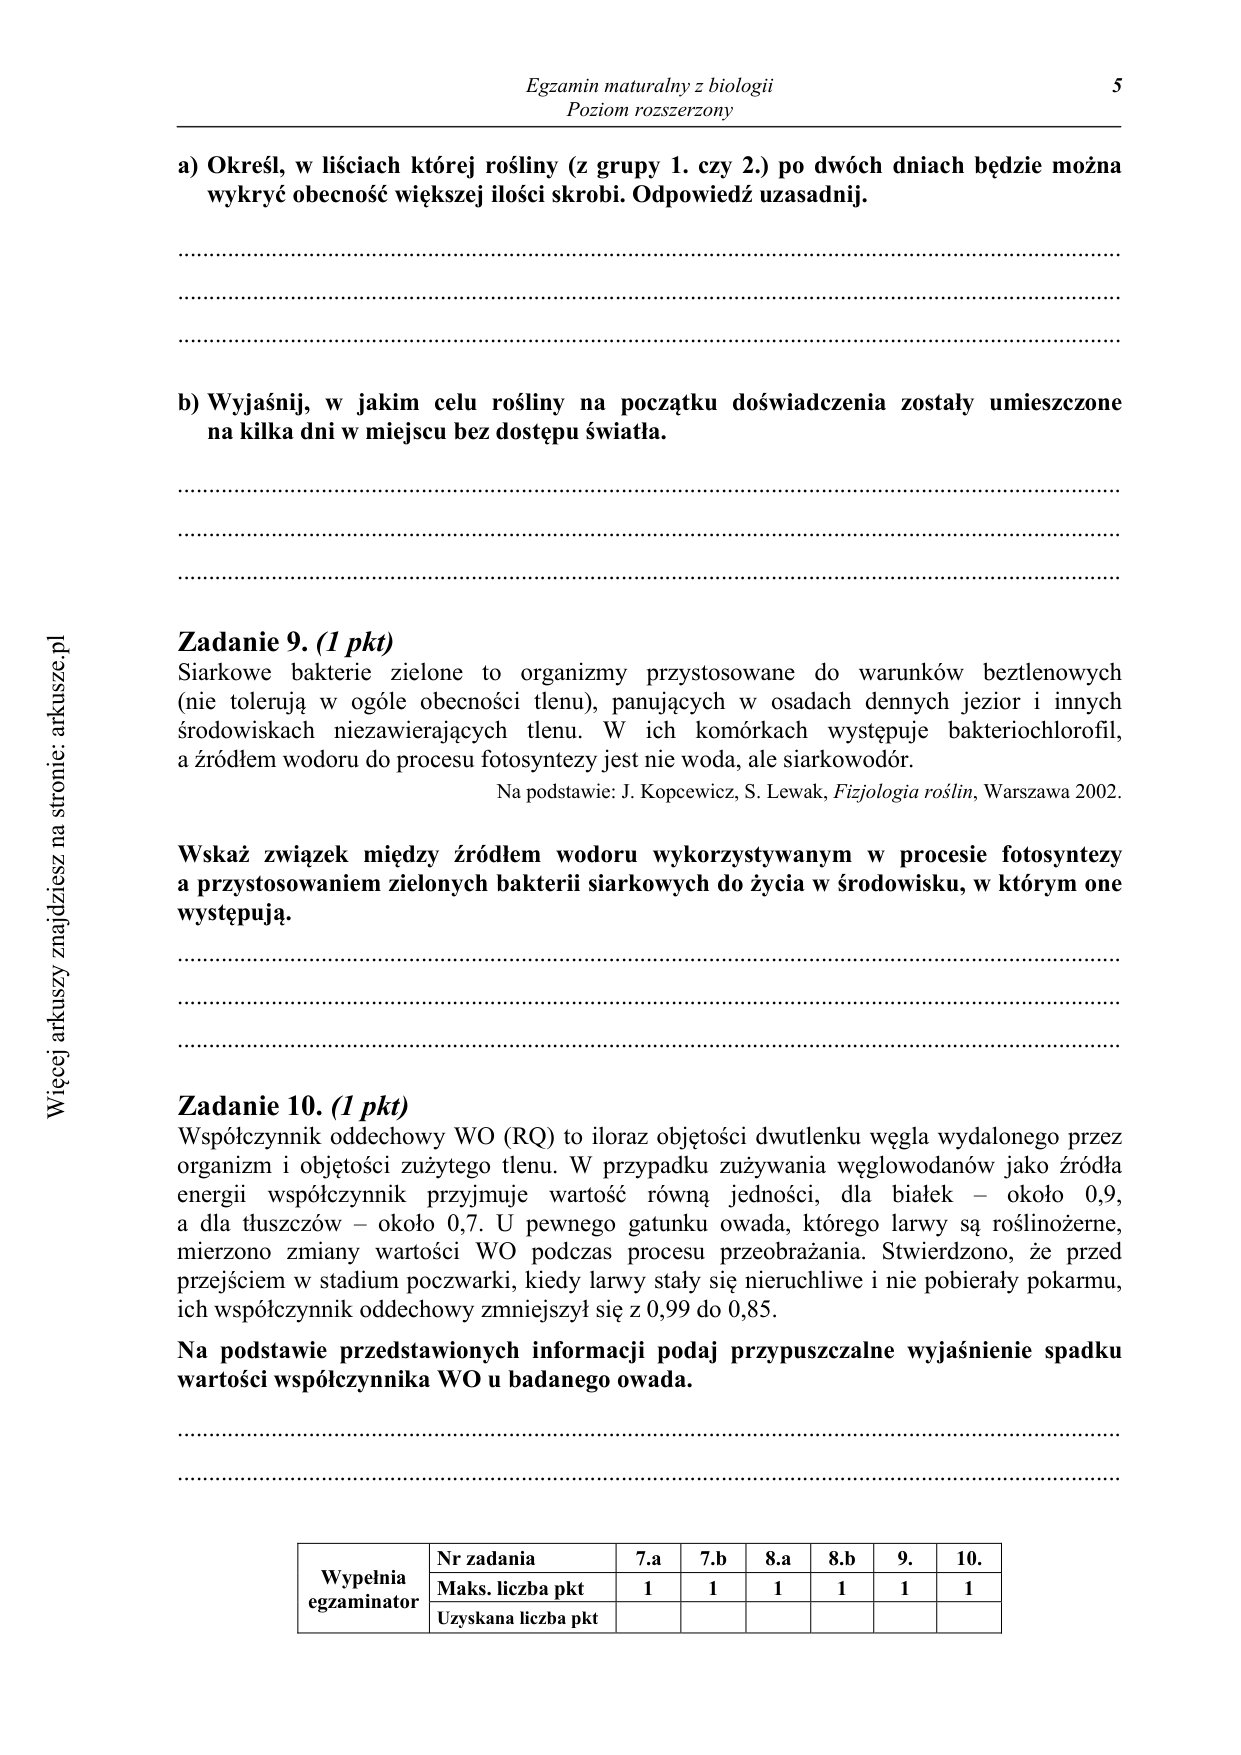 Egzamin maturalny z biologii
5
Poziom rozszerzony
a) Określ, w liściach której rośliny (z grupy 1. czy 2.) po dwóch dniach będzie można
wykryć obecność większej ilości skrobi. Odpowiedź uzasadnij.
b) Wyjaśnij, w jakim celu rośliny na początku doświadczenia zostały umieszczone
na kilka dni w miejscu bez dostępu światła.
Zadanie 9. (1 pkt)
Siarkowe bakterie zielone to organizmy przystosowane do warunków beztlenowych
(nie tolerują w ogóle obecności tlenu), panujących w osadach dennych jezior i innych
środowiskach niezawierających tlenu. W ich komórkach występuje bakteriochlorofil,
a źródłem wodoru do procesu fotosyntezy jest nie woda, ale siarkowodór.
Na podstawie: J. Kopcewicz, S. Lewak, Fizjologia roślin, Warszawa 2002.
Wskaż związek między źródłem wodoru wykorzystywanym w procesie fotosyntezy
a przystosowaniem zielonych bakterii siarkowych do życia w środowisku, w którym one
występują.
Zadanie 10. (1 pkt)
Współczynnik oddechowy WO (RQ) to iloraz objętości dwutlenku węgla wydalonego przez
organizm i objętości zużytego tlenu. W przypadku zużywania węglowodanów jako źródła
energii współczynnik przyjmuje wartość równą jedności, dla białek – około 0,9,
a dla tłuszczów – około 0,7. U pewnego gatunku owada, którego larwy są roślinożerne,
mierzono zmiany wartości WO podczas procesu przeobrażania. Stwierdzono, że przed
przejściem w stadium poczwarki, kiedy larwy stały się nieruchliwe i nie pobierały pokarmu,
ich współczynnik oddechowy zmniejszył się z 0,99 do 0,85.
Na podstawie przedstawionych informacji podaj przypuszczalne wyjaśnienie spadku
wartości współczynnika WO u badanego owada.
Wypełnia egzaminator
Nr zadania 7.a 7.b 8.a 8.b 9. 10.
Maks. liczba pkt 1 1 1 1 1 1
Uzyskana liczba pkt
Więcej arkuszy znajdziesz na stronie: arkusze.pl